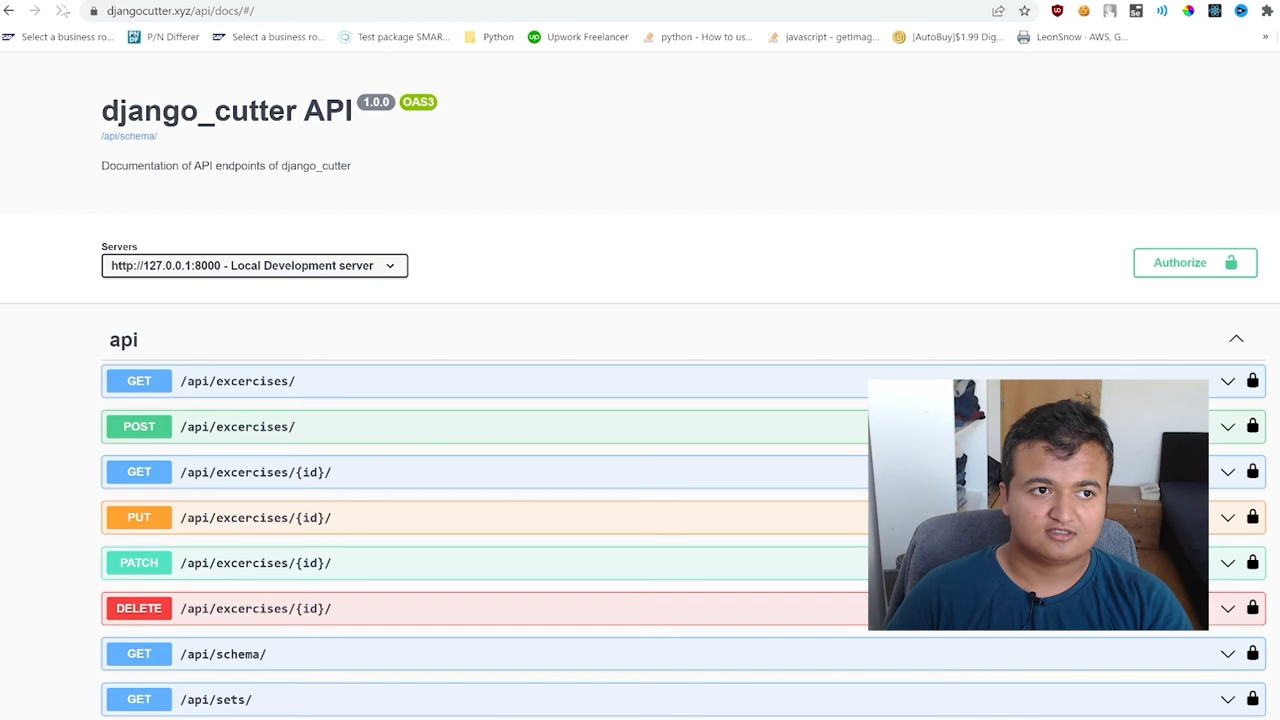 djangocutter.xyz/api/docs/#/
Select a business ro... P/N Differer Select a business ro... Test package SMAR... Python Upwork Freelancer python - How to us... javascript - getImag... [AutoBuy]$1.99 Dig... LeonSnow · AWS, G... »
django_cutter API 1.0.0 OAS3
/api/schema/
Documentation of API endpoints of django_cutter
Servers
http://127.0.0.1:8000 - Local Development server
Authorize
api
GET /api/excercises/
POST /api/excercises/
GET /api/excercises/{id}/
PUT /api/excercises/{id}/
PATCH /api/excercises/{id}/
DELETE /api/excercises/{id}/
GET /api/schema/
GET /api/sets/